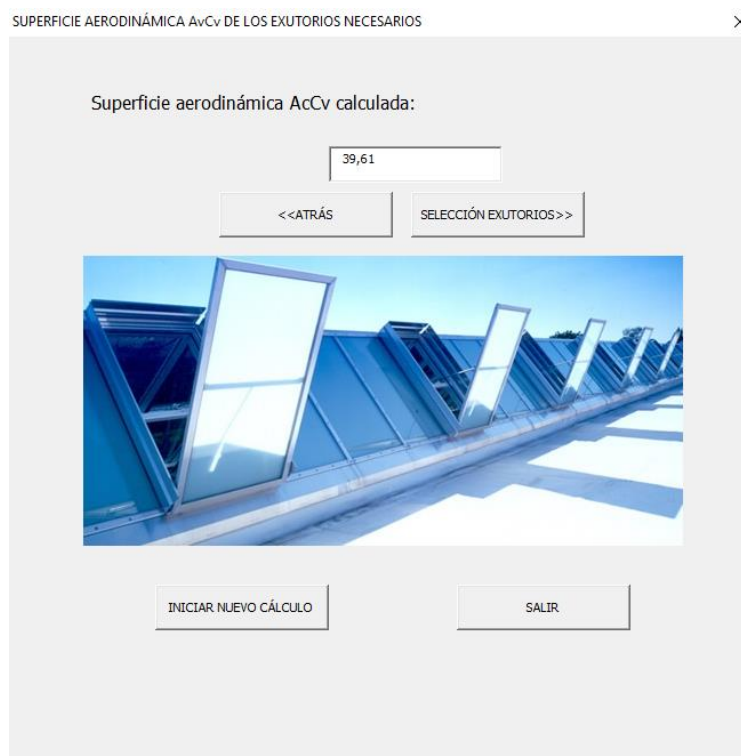 SUPERFICIE AERODINÁMICA AvCv DE LOS EXUTORIOS NECESARIOS
Superficie aerodinámica AcCv calculada:
39,61
<<ATRÁS
SELECCIÓN EXUTORIOS>>
INICIAR NUEVO CÁLCULO
SALIR